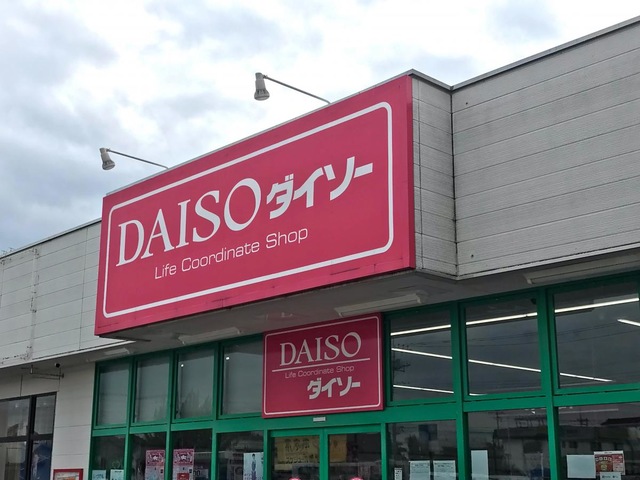 DAISO ダイソー
Life Coordinate Shop
DAISO
Life Coordinate Shop
ダイソー